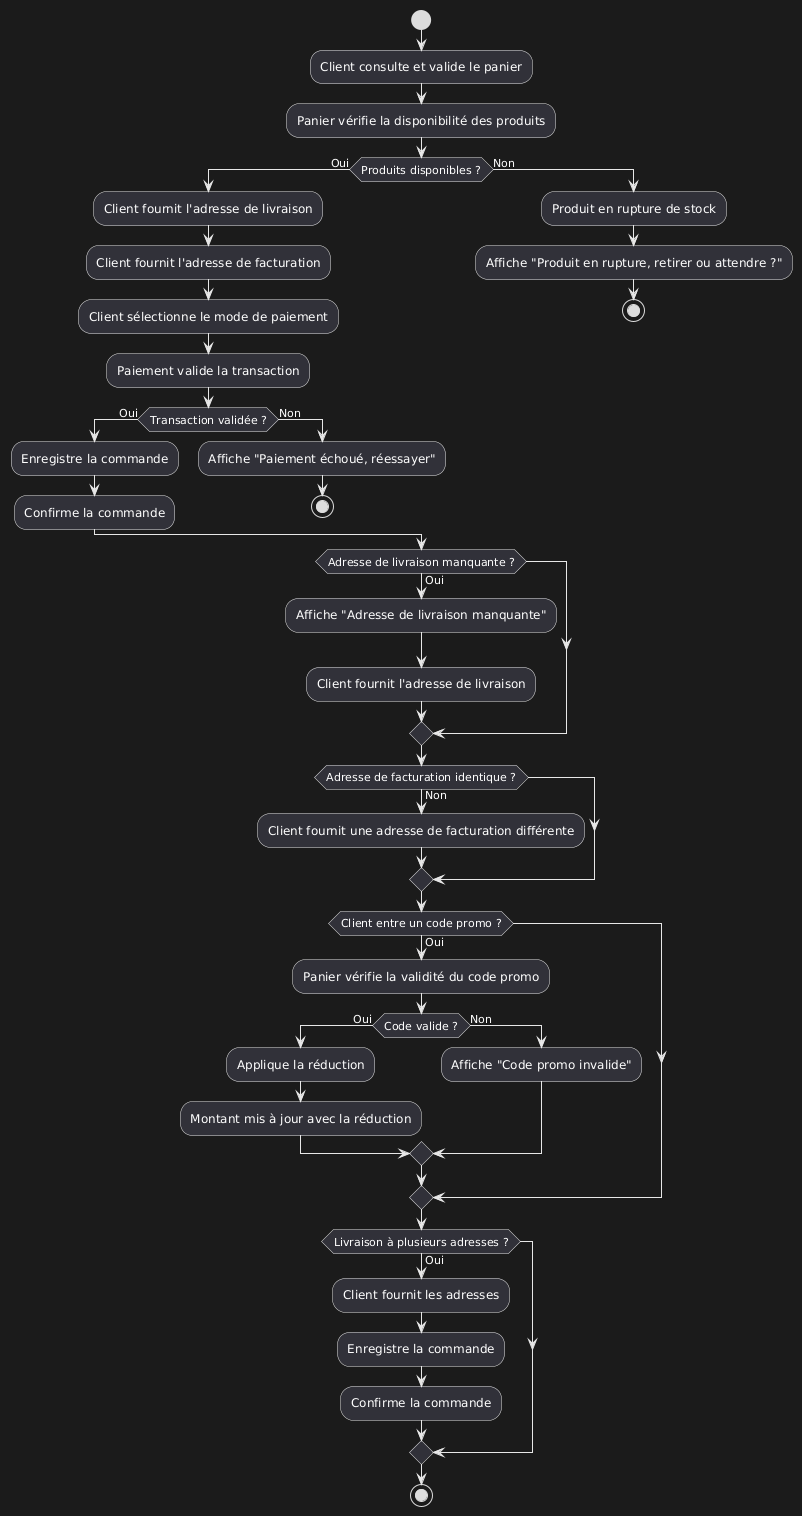 Client consulte et valide le panier
Panier vérifie la disponibilité des produits
Oui
Produits disponibles ?
Non
Client fournit l'adresse de livraison
Produit en rupture de stock
Client fournit l'adresse de facturation
Affiche "Produit en rupture, retirer ou attendre ?"
Client sélectionne le mode de paiement
Paiement valide la transaction
Oui
Transaction validée ?
Non
Enregistre la commande
Affiche "Paiement échoué, réessayer"
Confirme la commande
Adresse de livraison manquante ?
Oui
Affiche "Adresse de livraison manquante"
Client fournit l'adresse de livraison
Adresse de facturation identique ?
Non
Client fournit une adresse de facturation différente
Client entre un code promo ?
Oui
Panier vérifie la validité du code promo
Oui
Code valide ?
Non
Applique la réduction
Affiche "Code promo invalide"
Montant mis à jour avec la réduction
Livraison à plusieurs adresses ?
Oui
Client fournit les adresses
Enregistre la commande
Confirme la commande